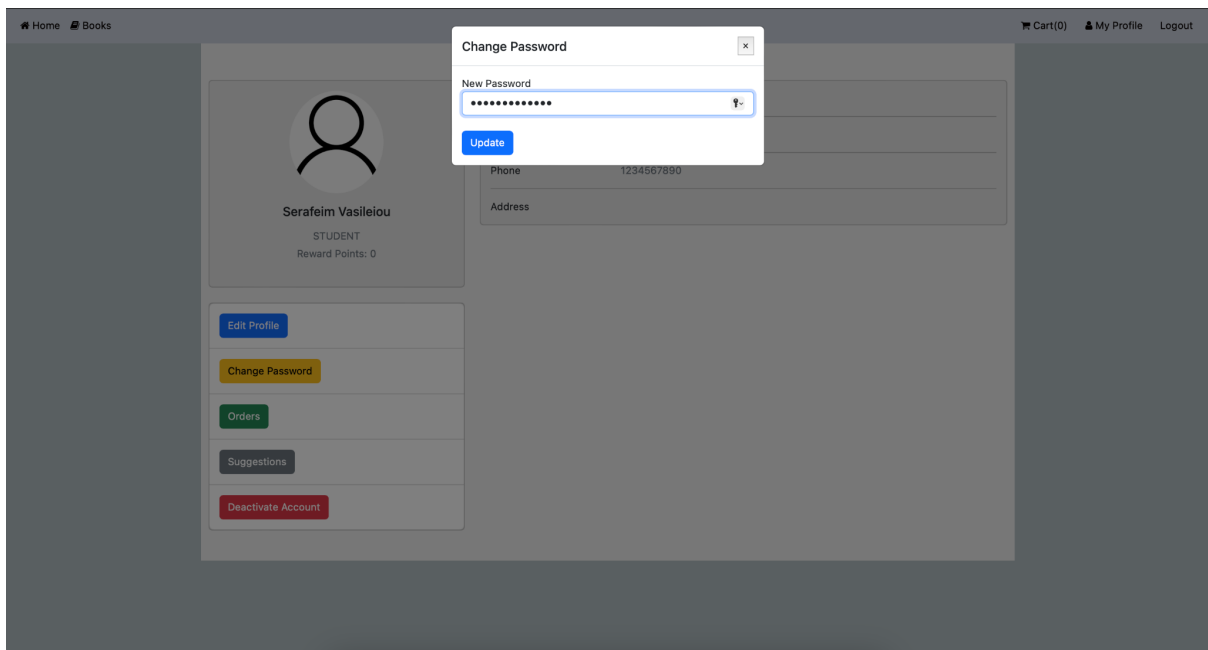 Home Books Cart(0) My Profile Logout
Change Password ×
New Password
•••••••••••••
Update
Phone 1234567890
Address
Serafeim Vasileiou
STUDENT
Reward Points: 0
Edit Profile
Change Password
Orders
Suggestions
Deactivate Account